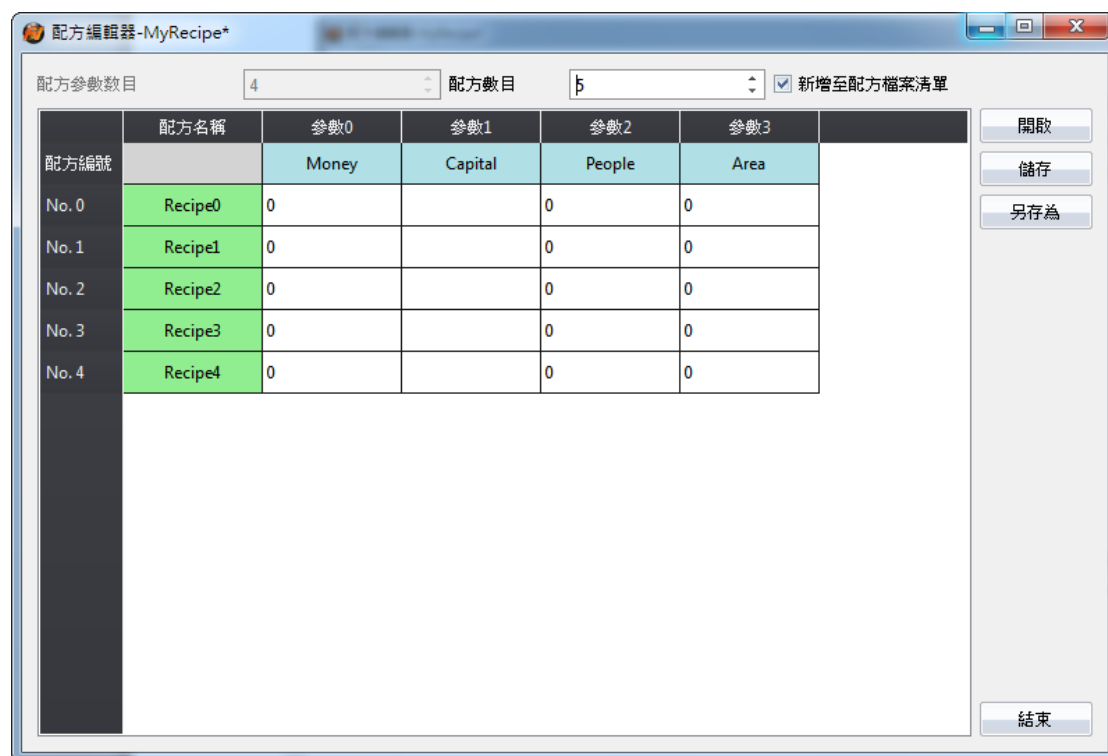 配方編輯器-MyRecipe*
配方參數数目 4 配方數目 5 新增至配方檔案清單
配方名稱 參數0 參數1 參數2 參數3
配方編號 Money Capital People Area
No. 0 Recipe0 0 0 0
No. 1 Recipe1 0 0 0
No. 2 Recipe2 0 0 0
No. 3 Recipe3 0 0 0
No. 4 Recipe4 0 0 0
開啟
儲存
另存為
結束